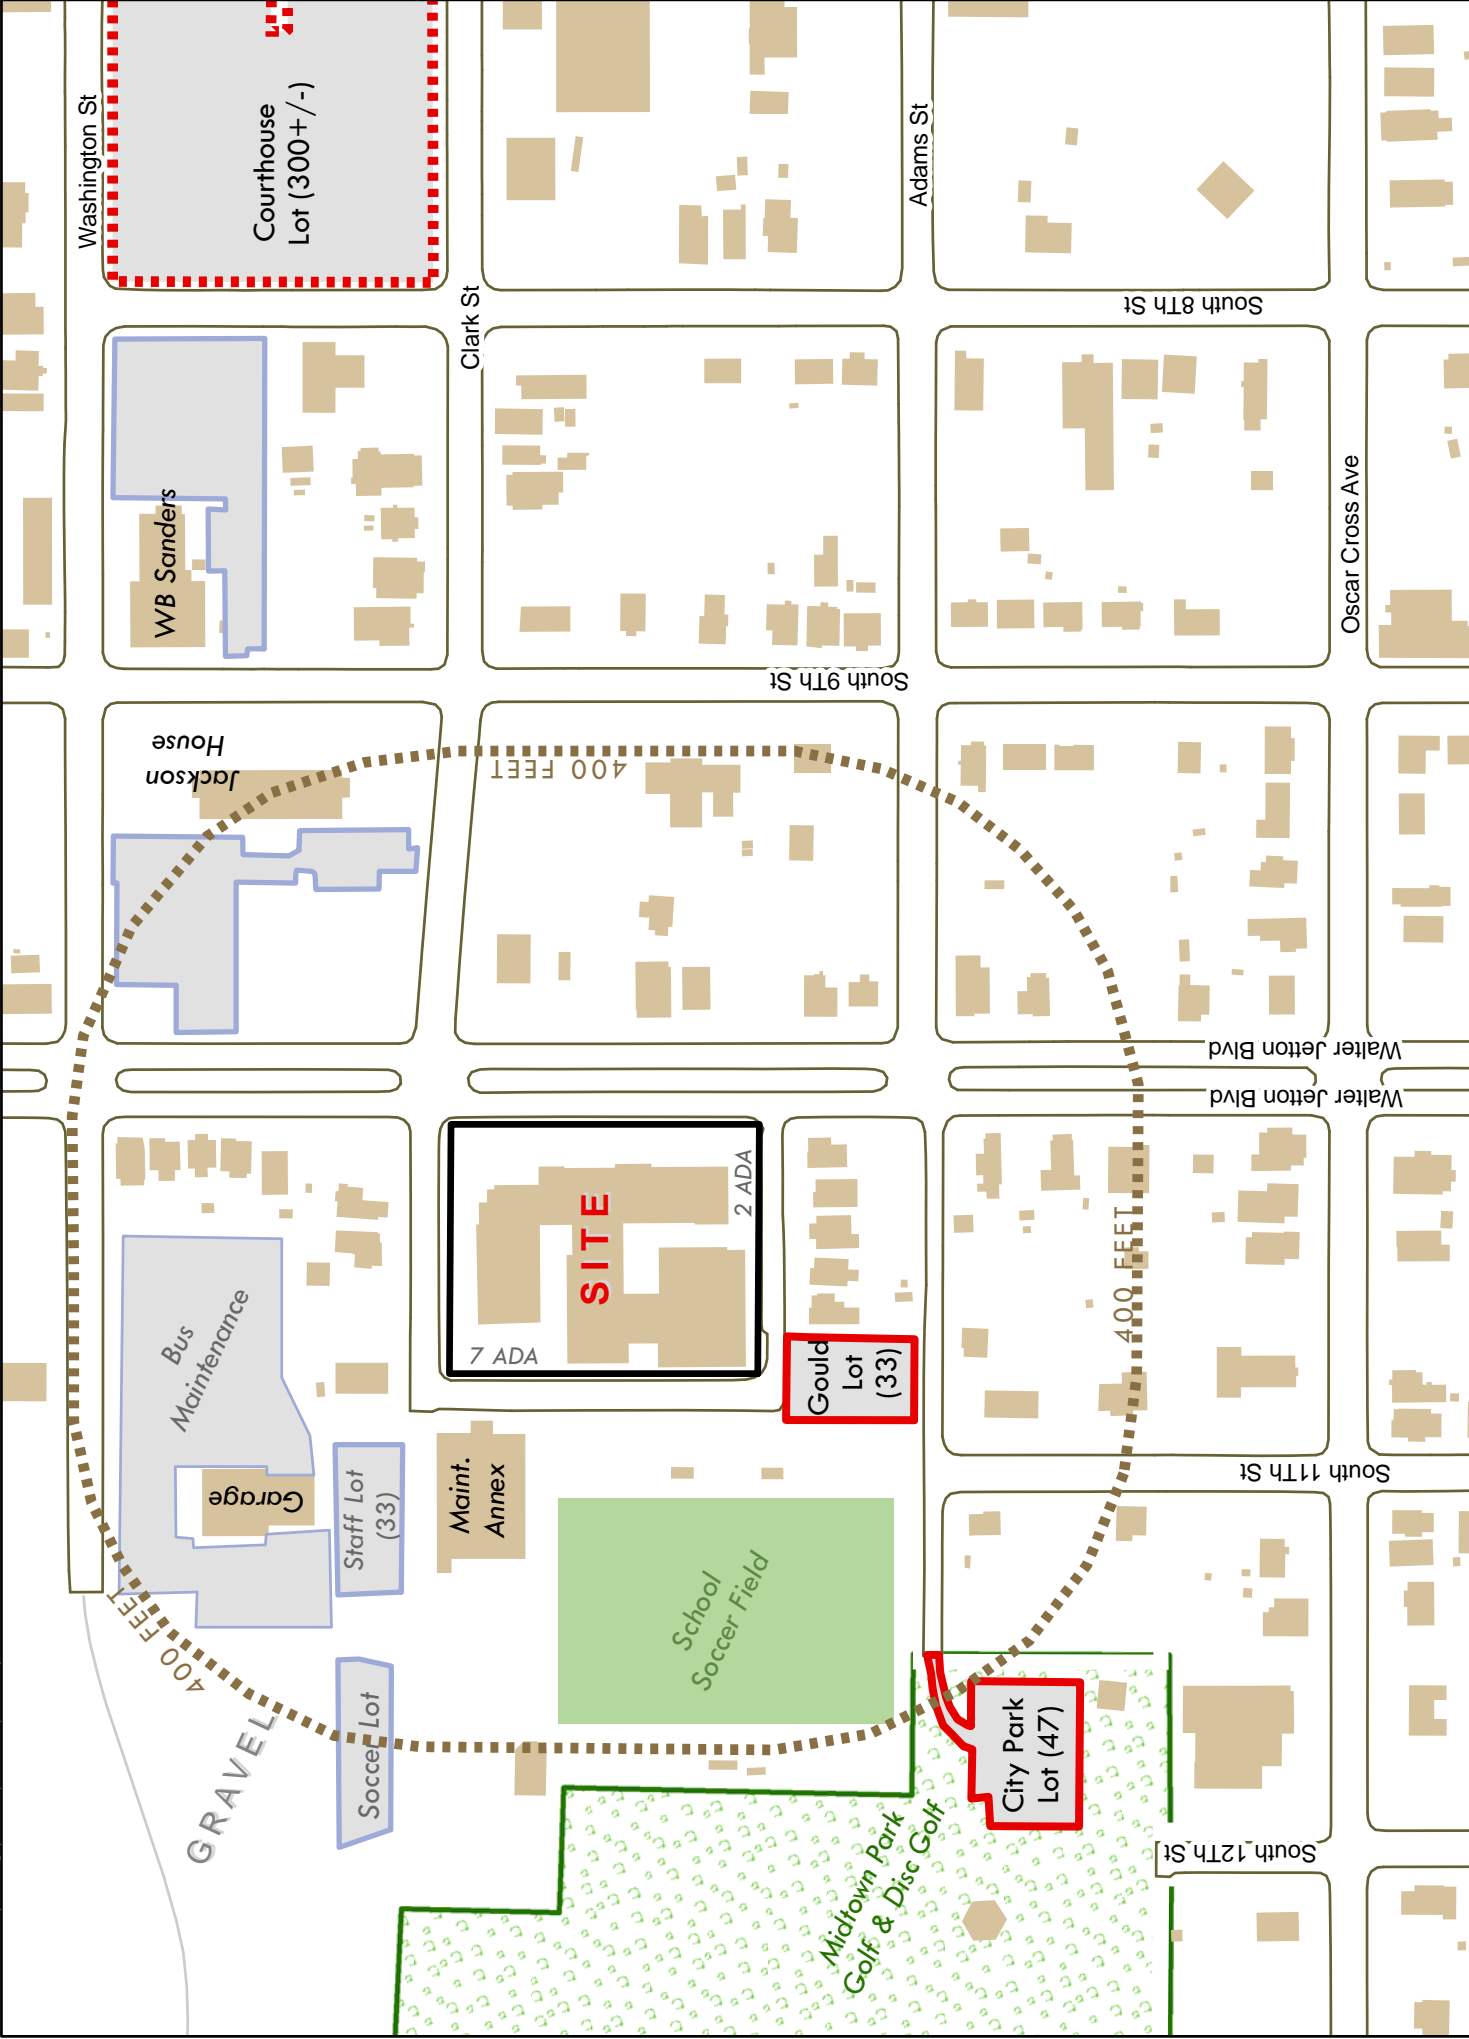 Washington St
Courthouse
Lot (300+/-)
Adams St
Clark St
South 8Th St
WB Sanders
Oscar Cross Ave
South 9Th St
Jackson
House
400 FEET
Walter Jetton Blvd
Walter Jetton Blvd
SITE
2 ADA
7 ADA
400 FEET
Bus
Maintenance
Gould
Lot
(33)
Garage
Staff Lot
(33)
Maint.
Annex
South 11Th St
400 FEET
School
Soccer Field
GRAVEL
Soccer Lot
City Park
Lot (47)
Midtown Park
Golf & Disc Golf
South 12Th St